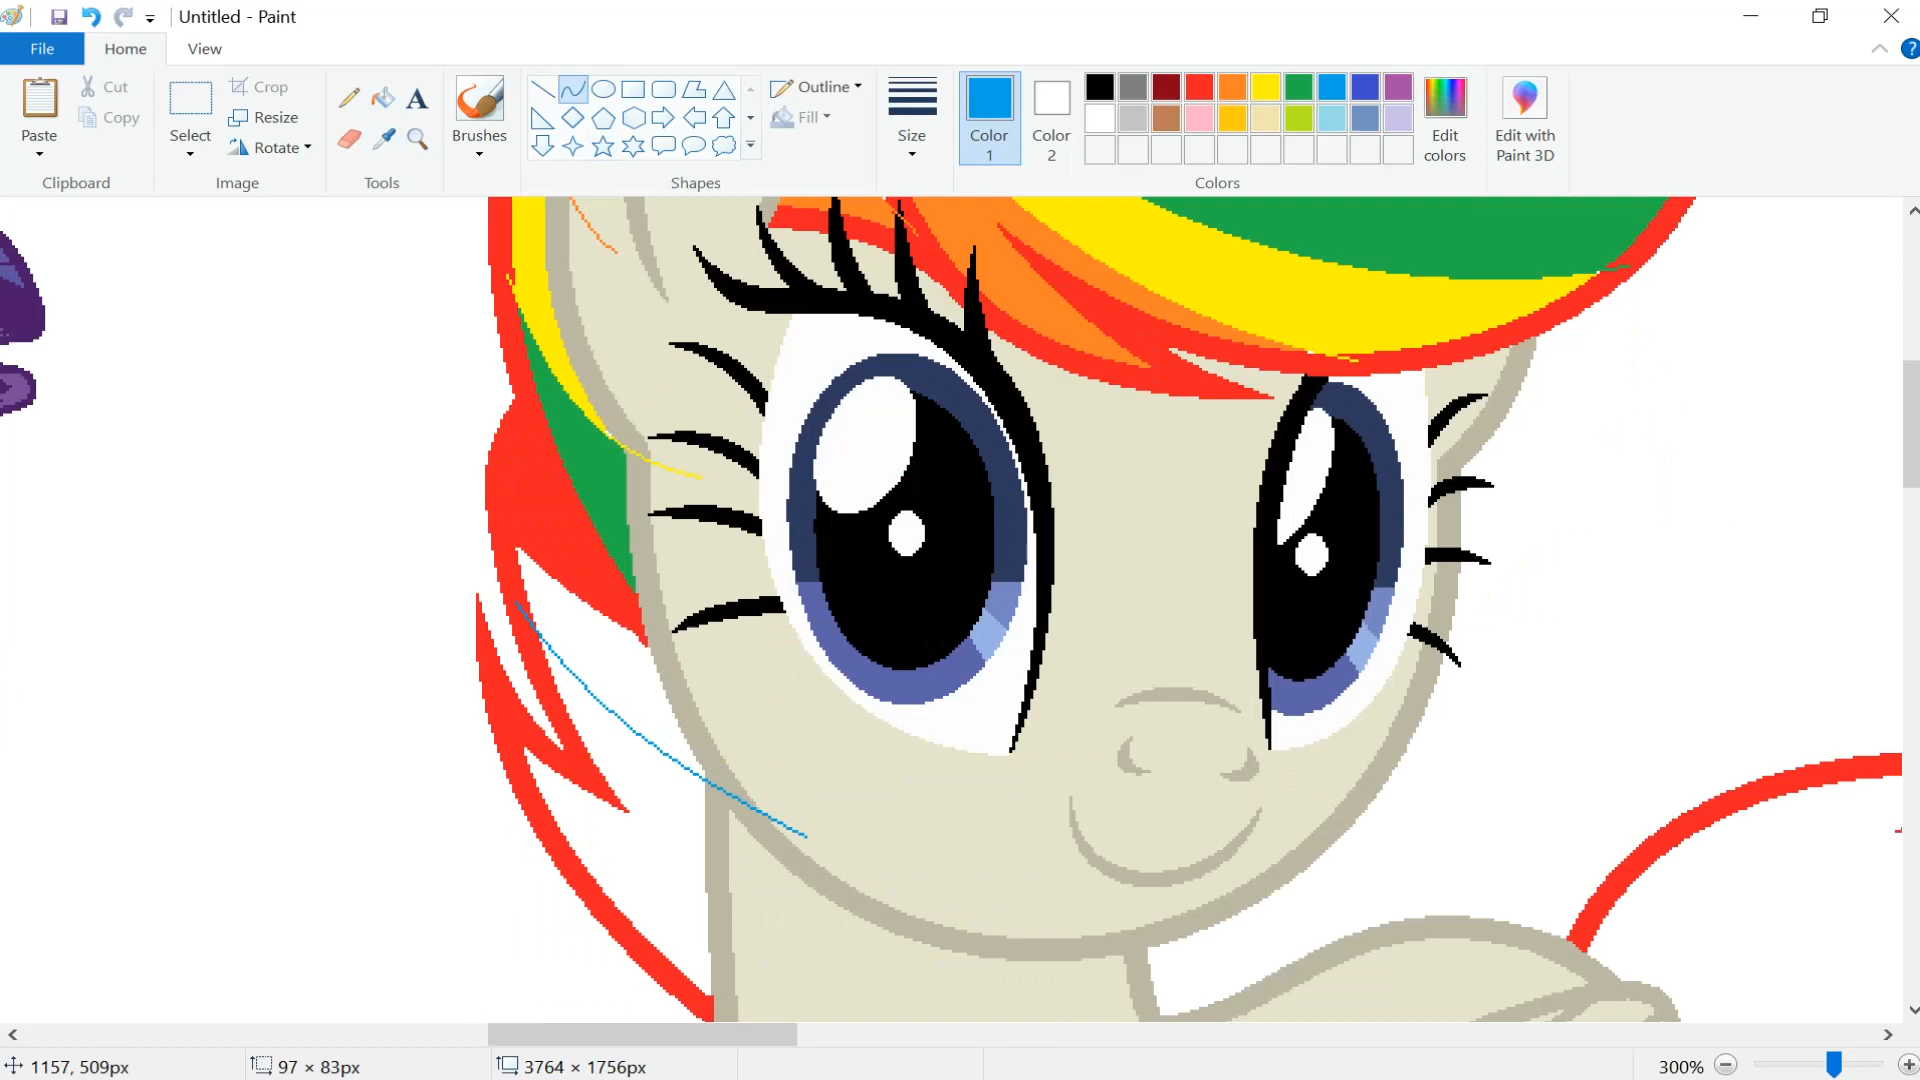 Untitled - Paint
File Home View
Paste Cut Copy Select Crop Resize Rotate Brushes Outline Fill Size Color 1 Color 2 Edit colors Edit with Paint 3D
Clipboard Image Tools Shapes Colors
1157, 509px 97 × 83px 3764 × 1756px 300%